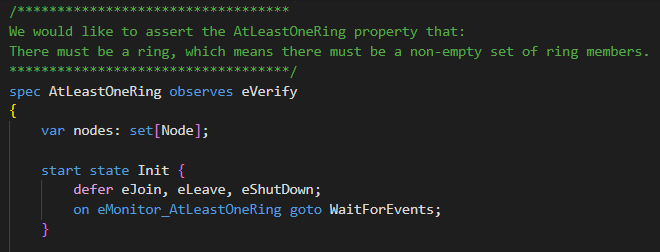 /**********************************
We would like to assert the AtLeastOneRing property that:
There must be a ring, which means there must be a non-empty set of ring members.
***********************************/
spec AtLeastOneRing observes eVerify
{
    var nodes: set[Node];

    start state Init {
        defer eJoin, eLeave, eShutDown;
        on eMonitor_AtLeastOneRing goto WaitForEvents;
    }